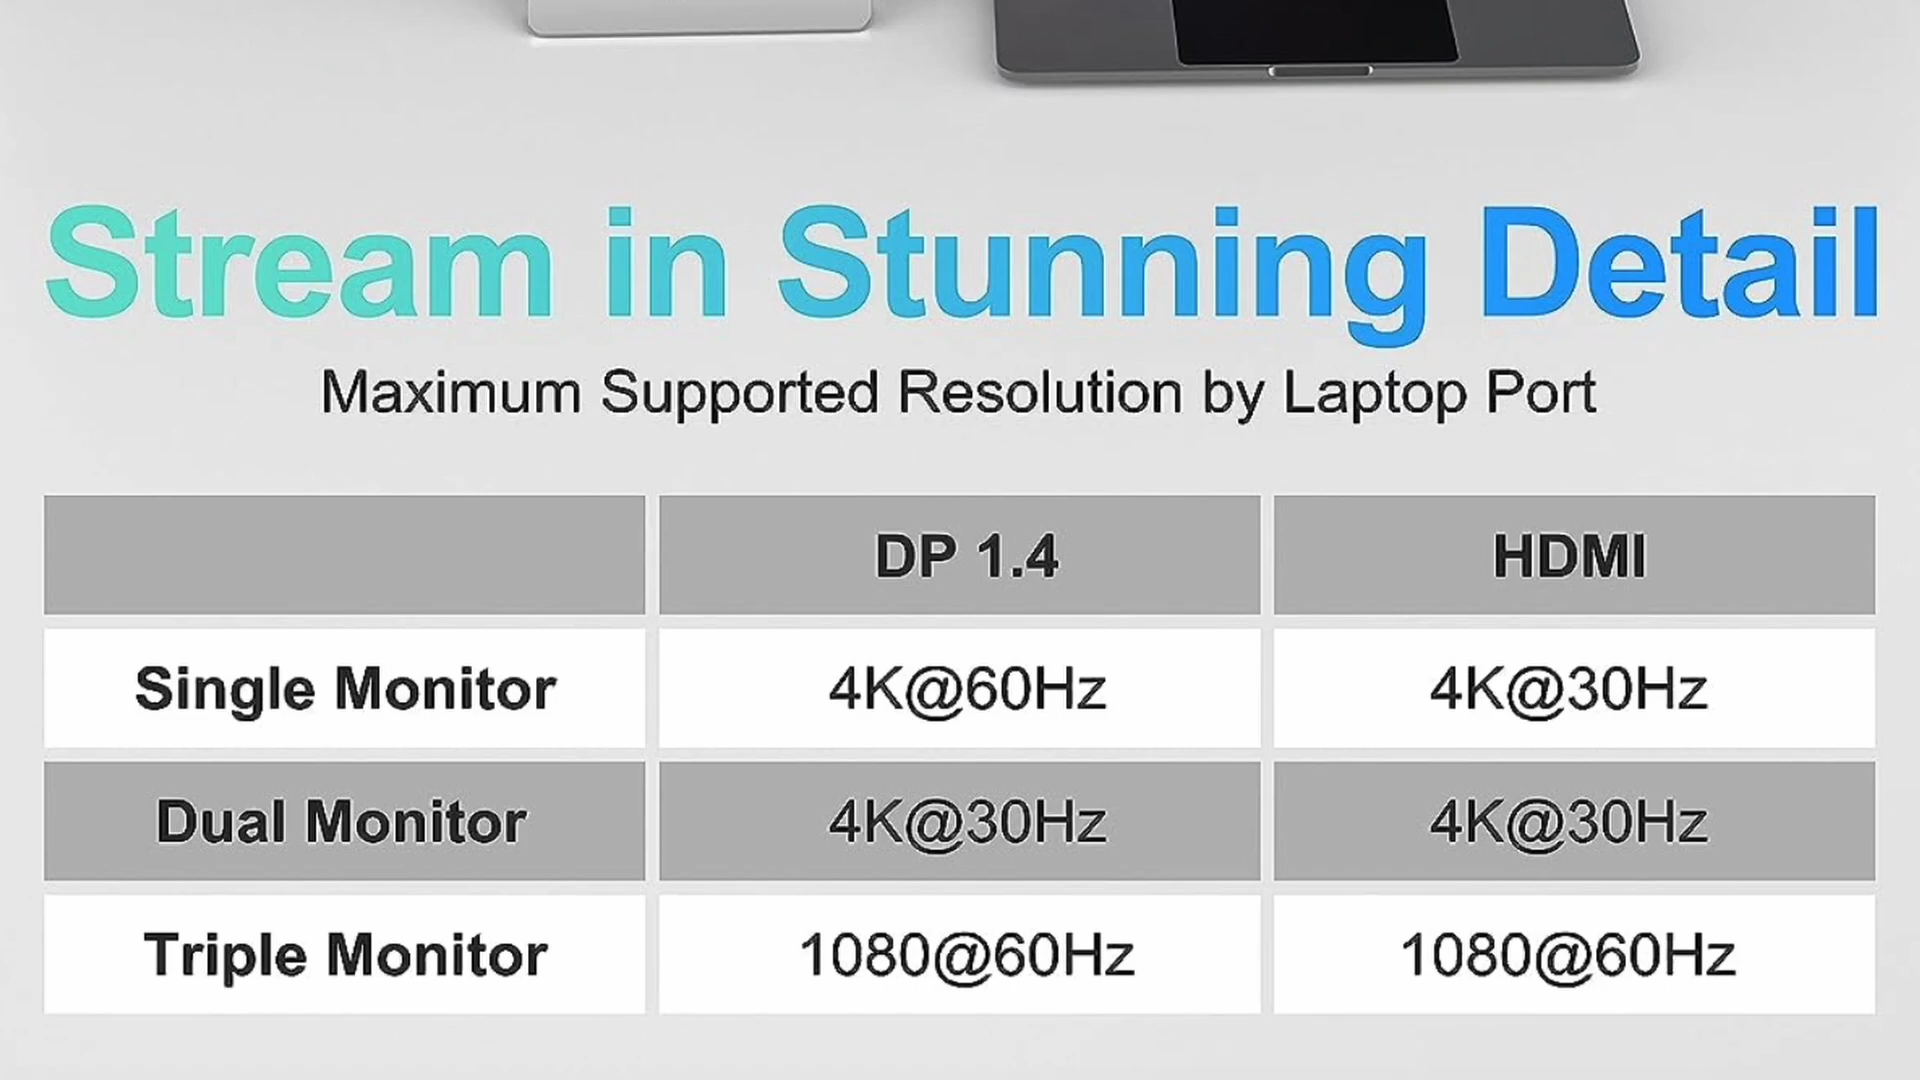 Stream in Stunning Detail
Maximum Supported Resolution by Laptop Port
DP 1.4 HDMI
Single Monitor 4K@60Hz 4K@30Hz
Dual Monitor 4K@30Hz 4K@30Hz
Triple Monitor 1080@60Hz 1080@60Hz